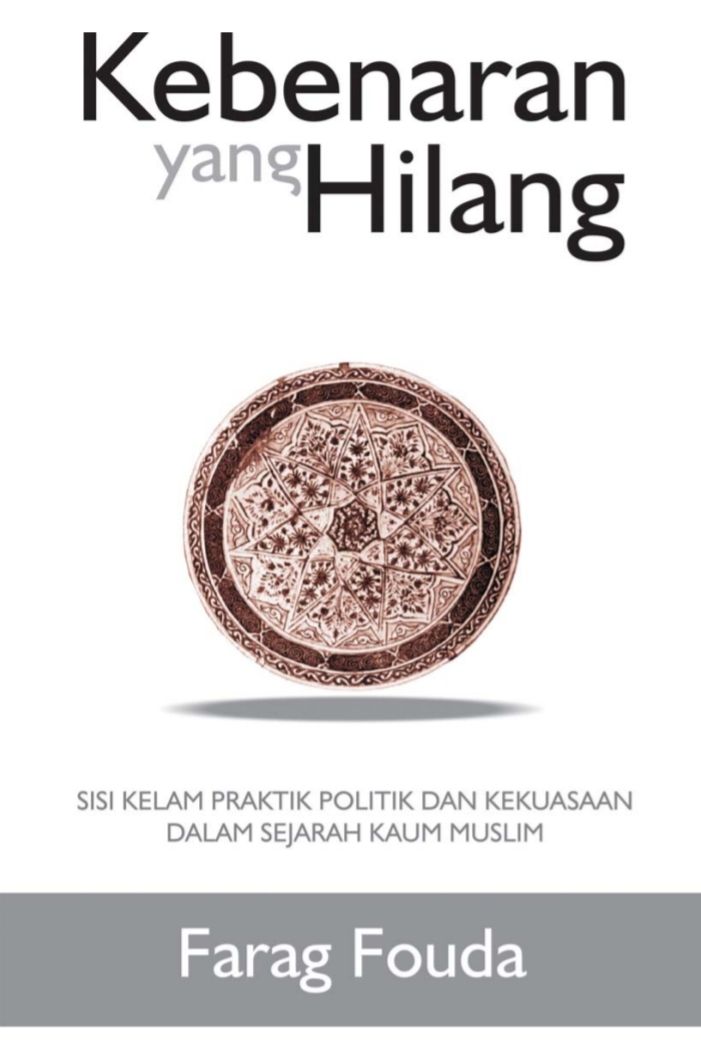 Kebenaran
yang Hilang
SISI KELAM PRAKTIK POLITIK DAN KEKUASAAN
DALAM SEJARAH KAUM MUSLIM
Farag Fouda